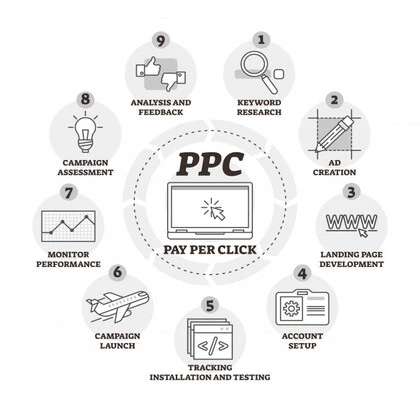 PPC
PAY PER CLICK
1
KEYWORD
RESEARCH
2
AD
CREATION
3
WWW
LANDING PAGE
DEVELOPMENT
4
ACCOUNT
SETUP
5
</>
TRACKING
INSTALLATION AND TESTING
6
CAMPAIGN
LAUNCH
7
MONITOR
PERFORMANCE
8
CAMPAIGN
ASSESSMENT
9
ANALYSIS AND
FEEDBACK